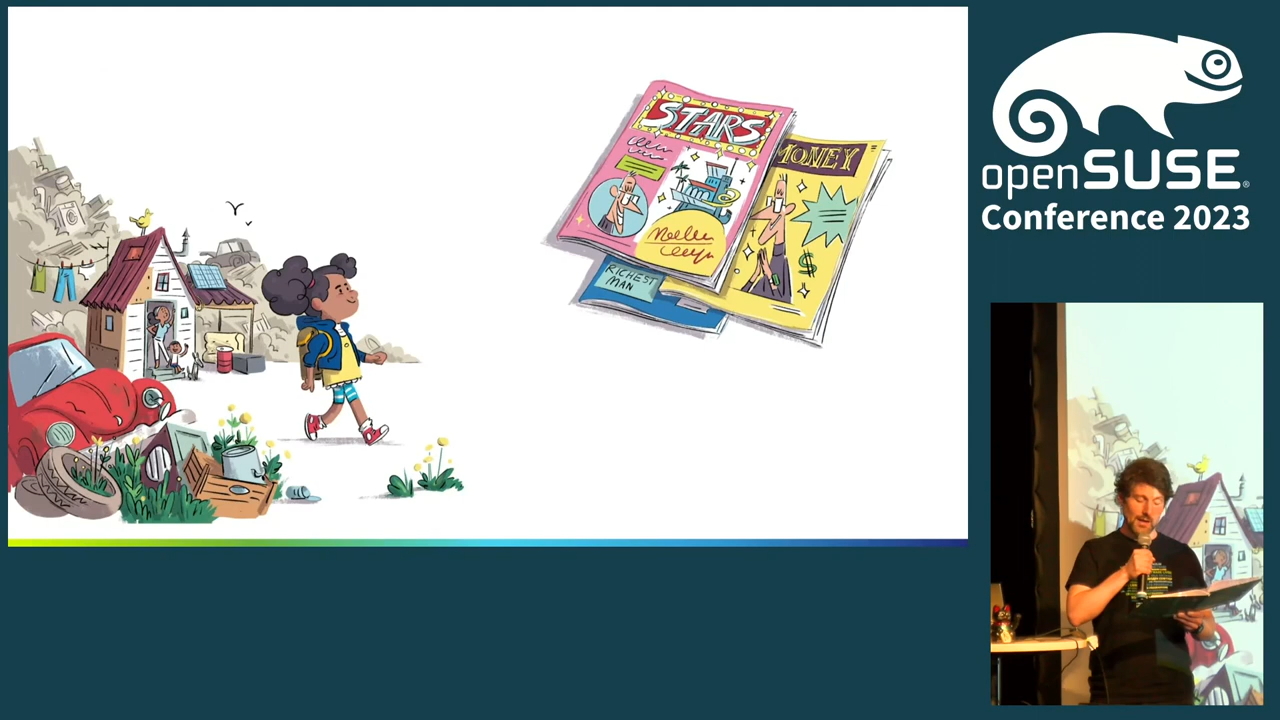 STARS
MONEY
RICHEST
MAN
openSUSE®
Conference 2023